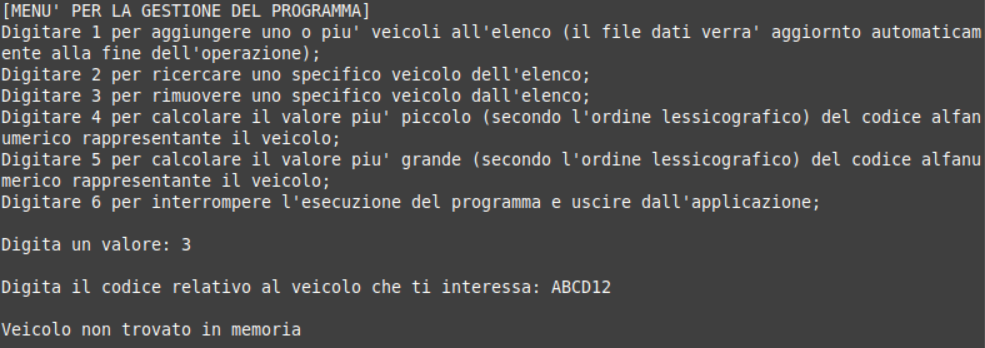 [MENU' PER LA GESTIONE DEL PROGRAMMA]
Digitare 1 per aggiungere uno o piu' veicoli all'elenco (il file dati verra' aggiornto automaticam
ente alla fine dell'operazione);
Digitare 2 per ricercare uno specifico veicolo dell'elenco;
Digitare 3 per rimuovere uno specifico veicolo dall'elenco;
Digitare 4 per calcolare il valore piu' piccolo (secondo l'ordine lessicografico) del codice alfan
umerico rappresentante il veicolo;
Digitare 5 per calcolare il valore piu' grande (secondo l'ordine lessicografico) del codice alfanu
merico rappresentante il veicolo;
Digitare 6 per interrompere l'esecuzione del programma e uscire dall'applicazione;
Digita un valore: 3
Digita il codice relativo al veicolo che ti interessa: ABCD12
Veicolo non trovato in memoria